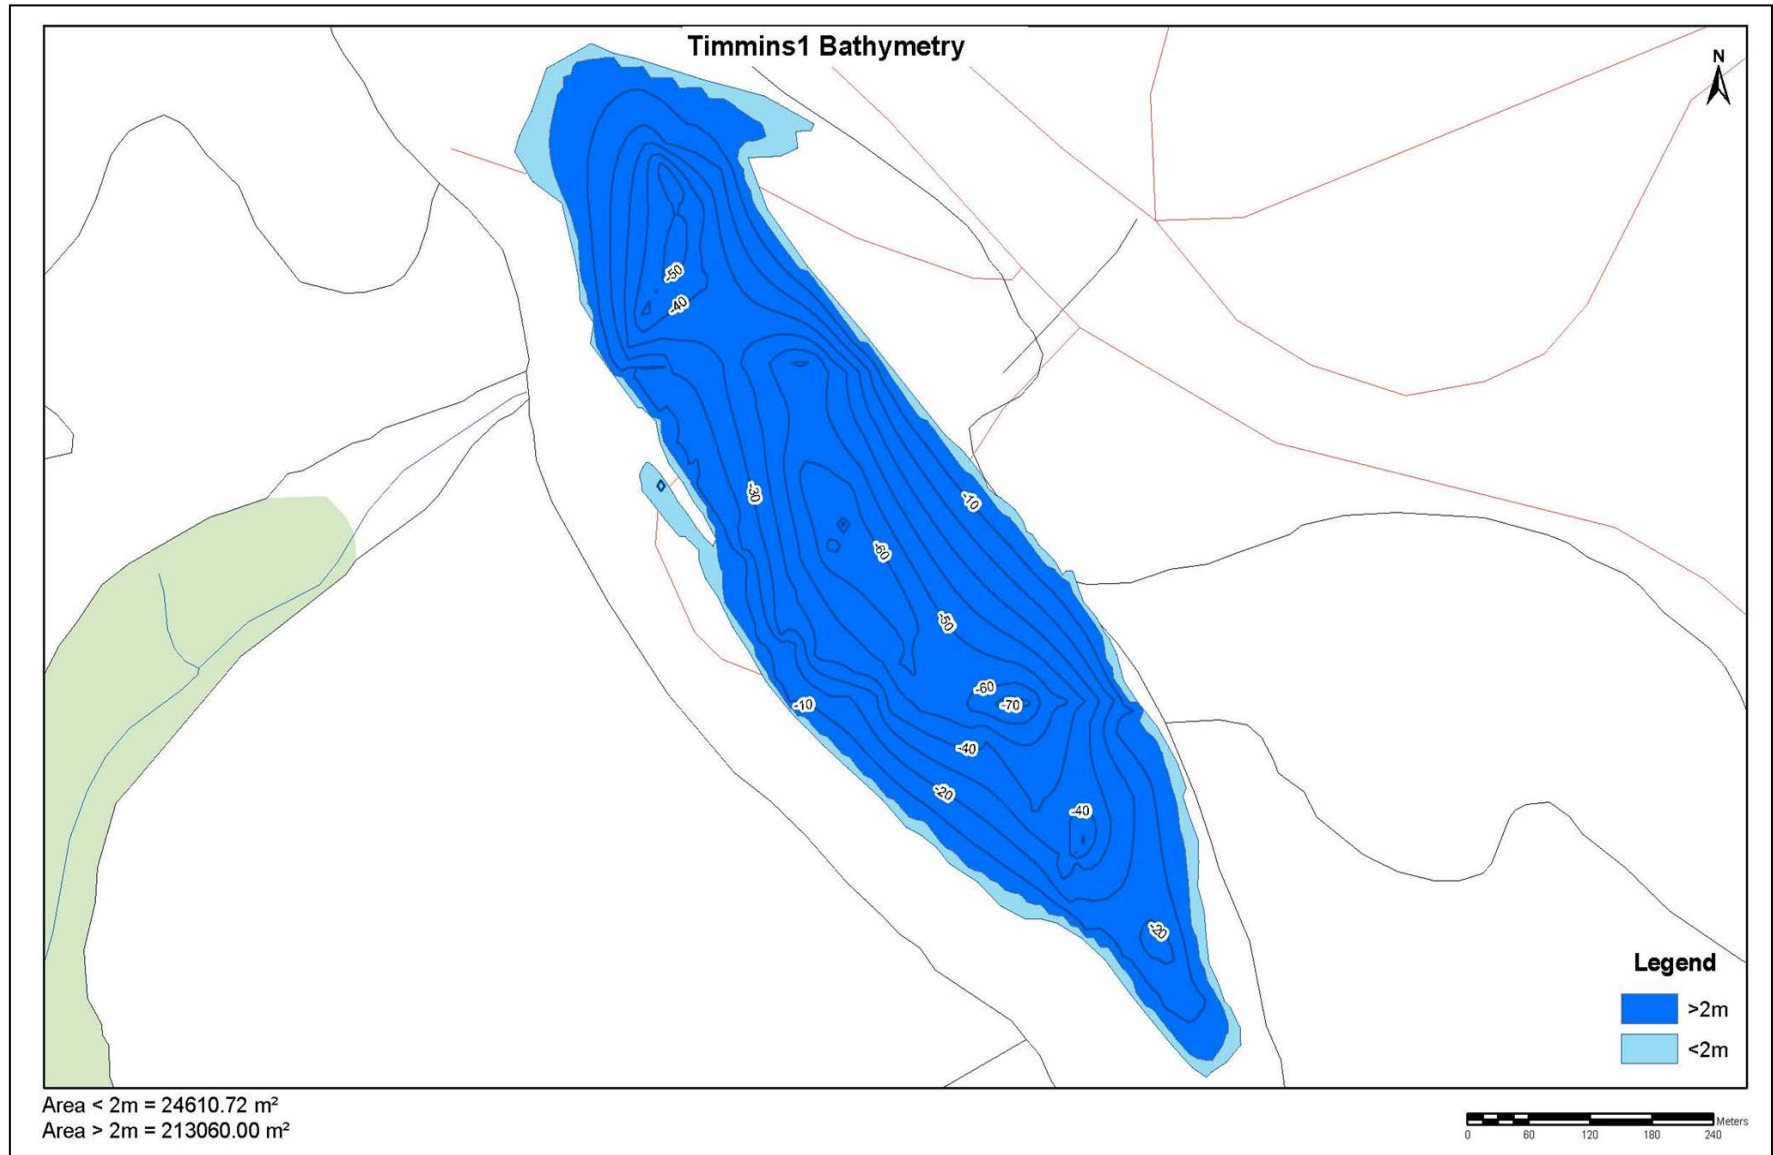 Timmins1 Bathymetry
N
-50
-40
-30
-10
-60
-50
-60
-70
-10
-40
-20
-40
-20
Legend
>2m
<2m
Area < 2m = 24610.72 m²
Area > 2m = 213060.00 m²
Meters
0 60 120 180 240